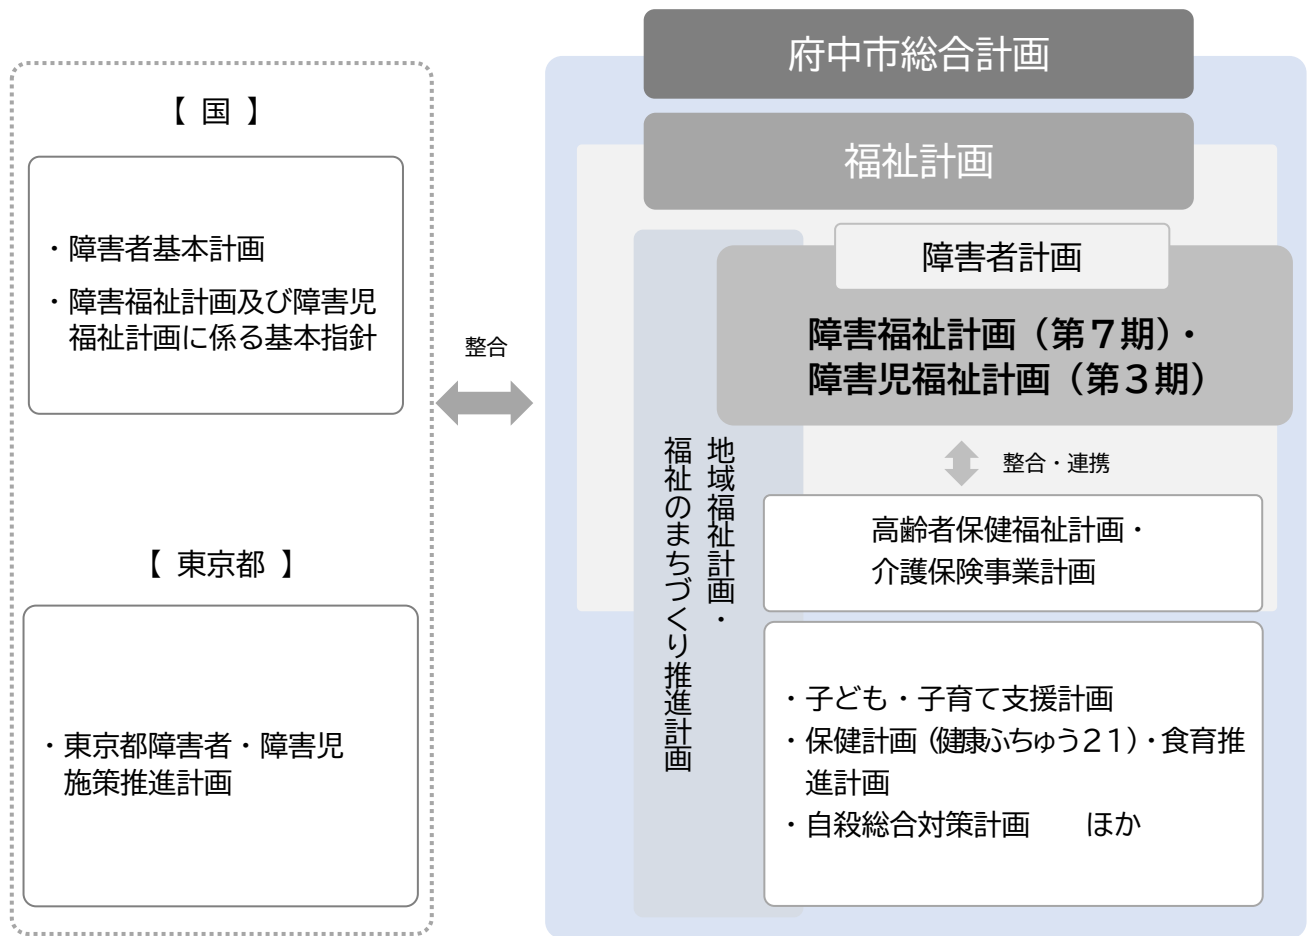 【 国 】
・障害者基本計画
・障害福祉計画及び障害児
福祉計画に係る基本指針
【 東京都 】
・東京都障害者・障害児
施策推進計画
整合
府中市総合計画
福祉計画
障害者計画
障害福祉計画（第７期）・
障害児福祉計画（第３期）
整合・連携
地域福祉計画・
福祉のまちづくり推進計画
高齢者保健福祉計画・
介護保険事業計画
・子ども・子育て支援計画
・保健計画（健康ふちゅう２１）・食育推
進計画
・自殺総合対策計画　　ほか